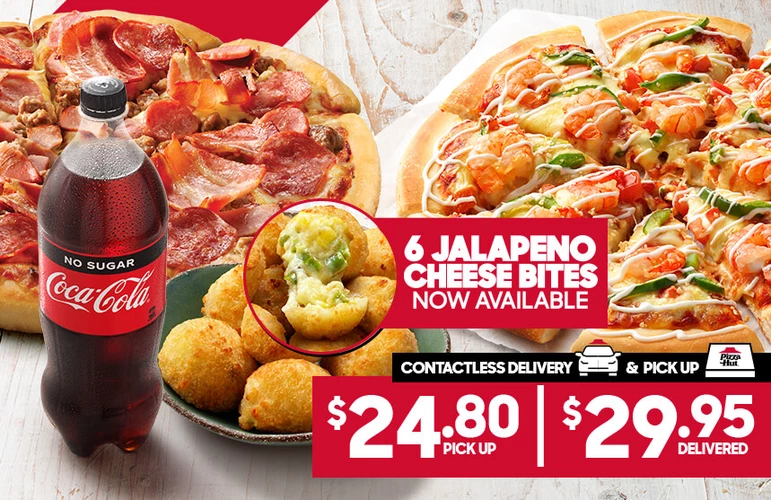 NO SUGAR
Coca-Cola
6 JALAPENO
CHEESE BITES
NOW AVAILABLE
CONTACTLESS DELIVERY & PICK UP
Pizza
Hut
$24.80
PICK UP
$29.95
DELIVERED